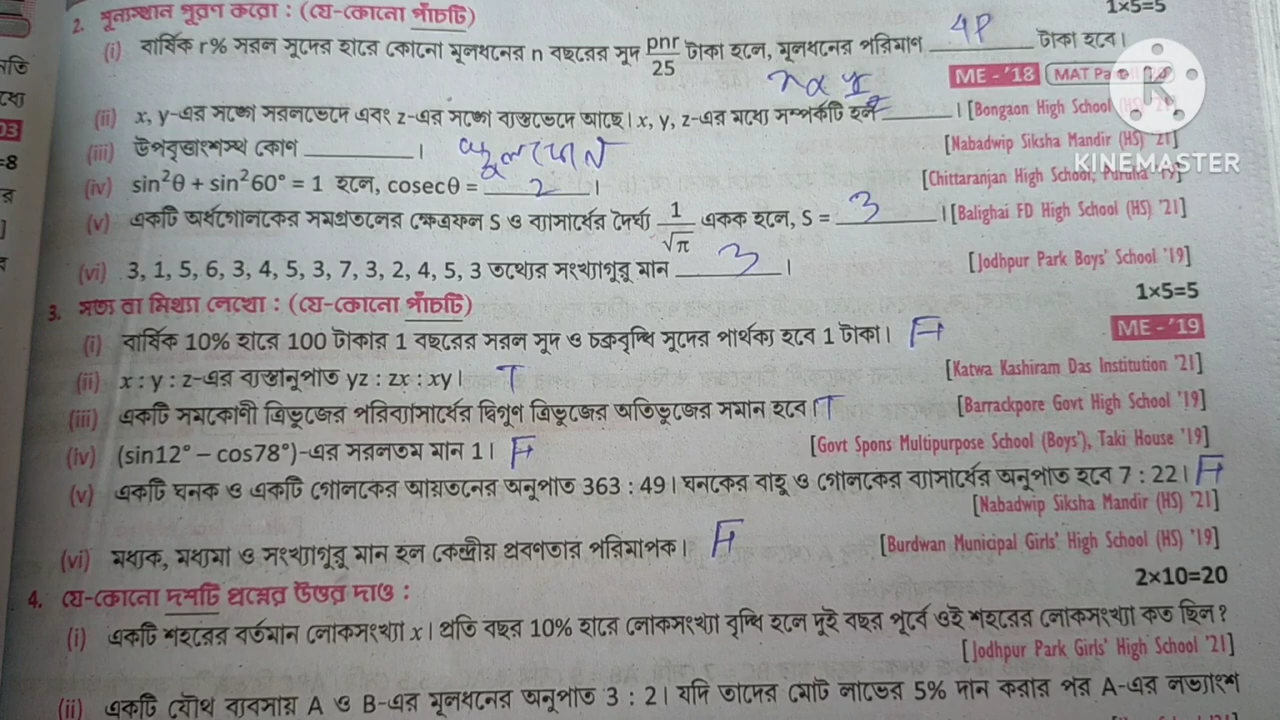 2. শূন্যস্থান পূরণ করো : (যে-কোনো পাঁচটি) 1×5=5
(i) বার্ষিক r% সরল সুদের হারে কোনো মূলধনের n বছরের সুদ pnr/25 টাকা হলে, মূলধনের পরিমাণ 4P টাকা হবে।
ME - '18
KINEMASTER
(ii) x, y-এর সঙ্গে সরলভেদে এবং z-এর সঙ্গে ব্যস্তভেদে আছে। x, y, z-এর মধ্যে সম্পর্কটি হল ______। [Bongaon High School
(iii) উপবৃত্তাংশস্থ কোণ ______। [Nabadwip Siksha Mandir (HS) '21]
(iv) sin²θ + sin²60° = 1 হলে, cosecθ = 2। [Chittaranjan High School,
(v) একটি অর্ধগোলকের সমগ্রতলের ক্ষেত্রফল S ও ব্যাসার্ধের দৈর্ঘ্য 1/√π একক হলে, S = 3। [Balighai FD High School (HS) '21]
(vi) 3, 1, 5, 6, 3, 4, 5, 3, 7, 3, 2, 4, 5, 3 তথ্যের সংখ্যাগুরু মান 3। [Jodhpur Park Boys' School '19]
3. সত্য বা মিথ্যা লেখো : (যে-কোনো পাঁচটি) 1×5=5
(i) বার্ষিক 10% হারে 100 টাকার 1 বছরের সরল সুদ ও চক্রবৃদ্ধি সুদের পার্থক্য হবে 1 টাকা। F ME - '19
(ii) x : y : z-এর ব্যস্তানুপাত yz : zx : xy। T [Katwa Kashiram Das Institution '21]
(iii) একটি সমকোণী ত্রিভুজের পরিব্যাসার্ধের দ্বিগুণ ত্রিভুজের অতিভুজের সমান হবে। T [Barrackpore Govt High School '19]
(iv) (sin12° – cos78°)-এর সরলতম মান 1। F [Govt Spons Multipurpose School (Boys'), Taki House '19]
(v) একটি ঘনক ও একটি গোলকের আয়তনের অনুপাত 363 : 49। ঘনকের বাহু ও গোলকের ব্যাসার্ধের অনুপাত হবে 7 : 22। F
[Nabadwip Siksha Mandir (HS) '21]
(vi) মধ্যক, মধ্যমা ও সংখ্যাগুরু মান হল কেন্দ্রীয় প্রবণতার পরিমাপক। F [Burdwan Municipal Girls' High School (HS) '19]
4. যে-কোনো দশটি প্রশ্নের উত্তর দাও : 2×10=20
(i) একটি শহরের বর্তমান লোকসংখ্যা x। প্রতি বছর 10% হারে লোকসংখ্যা বৃদ্ধি হলে দুই বছর পূর্বে ওই শহরের লোকসংখ্যা কত ছিল?
[Jodhpur Park Girls' High School '21]
(ii) একটি যৌথ ব্যবসায় A ও B-এর মূলধনের অনুপাত 3 : 2। যদি তাদের মোট লাভের 5% দান করার পর A-এর লভ্যাংশ